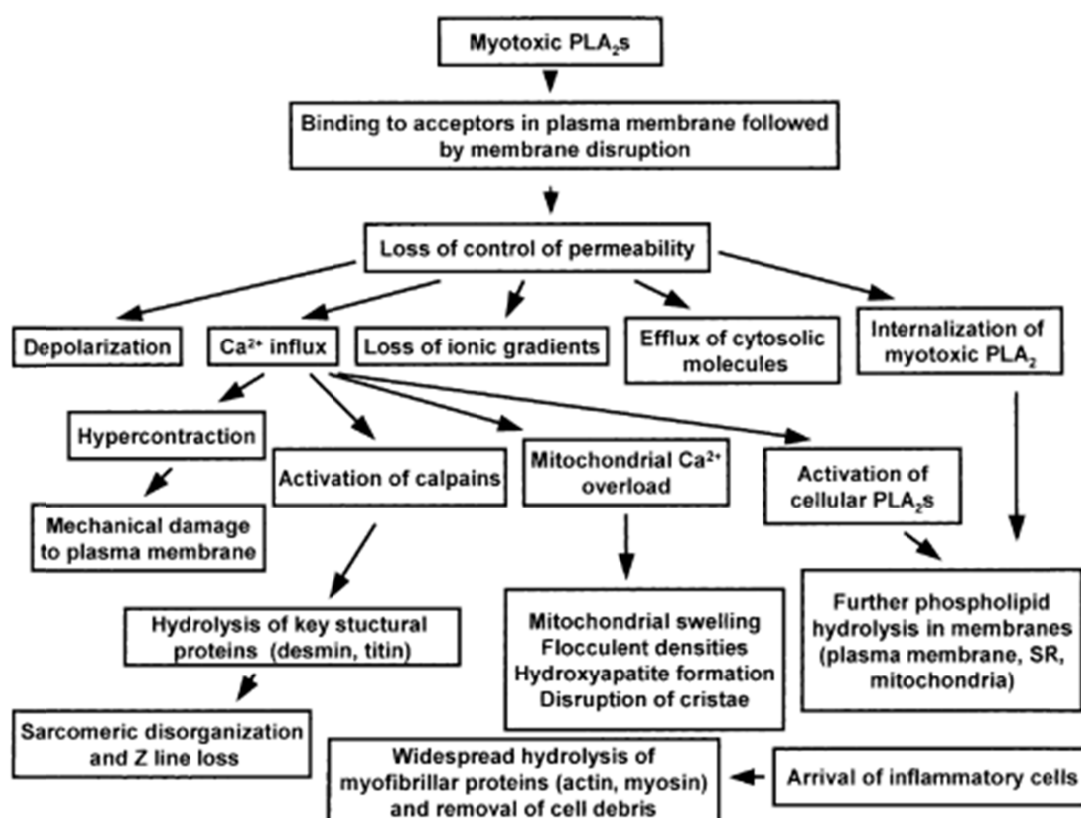 Myotoxic PLA₂s
Binding to acceptors in plasma membrane followed
by membrane disruption
Loss of control of permeability
Depolarization
Ca²⁺ influx
Loss of ionic gradients
Efflux of cytosolic
molecules
Internalization of
myotoxic PLA₂
Hypercontraction
Activation of calpains
Mitochondrial Ca²⁺
overload
Activation of
cellular PLA₂s
Mechanical damage
to plasma membrane
Hydrolysis of key stuctural
proteins (desmin, titin)
Mitochondrial swelling
Flocculent densities
Hydroxyapatite formation
Disruption of cristae
Further phospholipid
hydrolysis in membranes
(plasma membrane, SR,
mitochondria)
Sarcomeric disorganization
and Z line loss
Widespread hydrolysis of
myofibrillar proteins (actin, myosin)
and removal of cell debris
Arrival of inflammatory cells